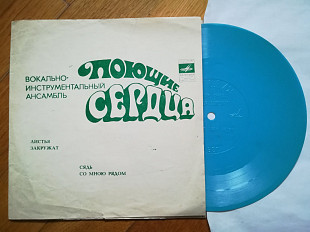 ВОКАЛЬНО-
ИНСТРУМЕНТАЛЬНЫЙ
АНСАМБЛЬ
ПОЮЩИЕ
СЕРДЦА
ЛИСТЬЯ
ЗАКРУЖАТ
СЯДЬ
СО МНОЮ РЯДОМ